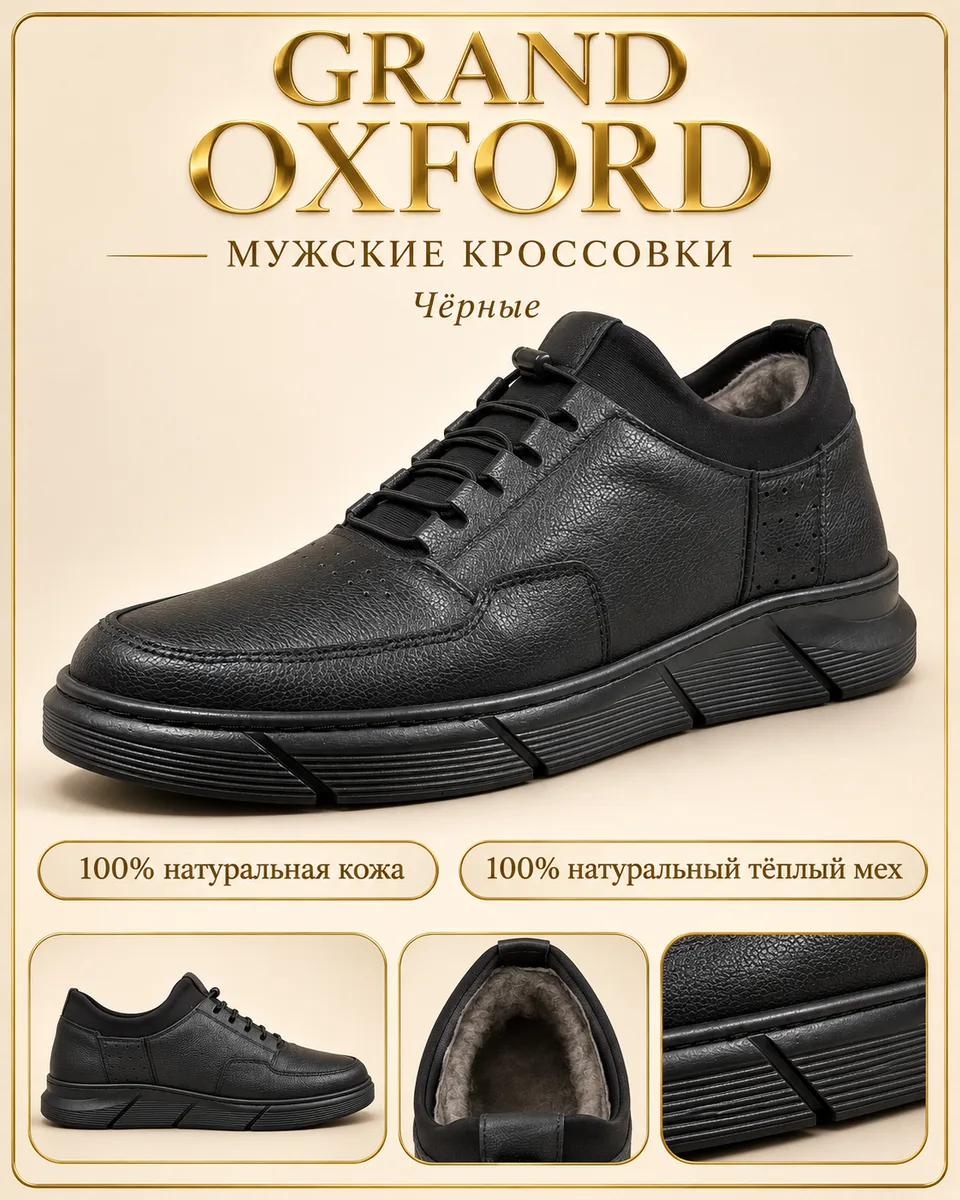 GRAND
OXFORD
МУЖСКИЕ КРОССОВКИ
Чёрные
100% натуральная кожа
100% натуральный тёплый мех